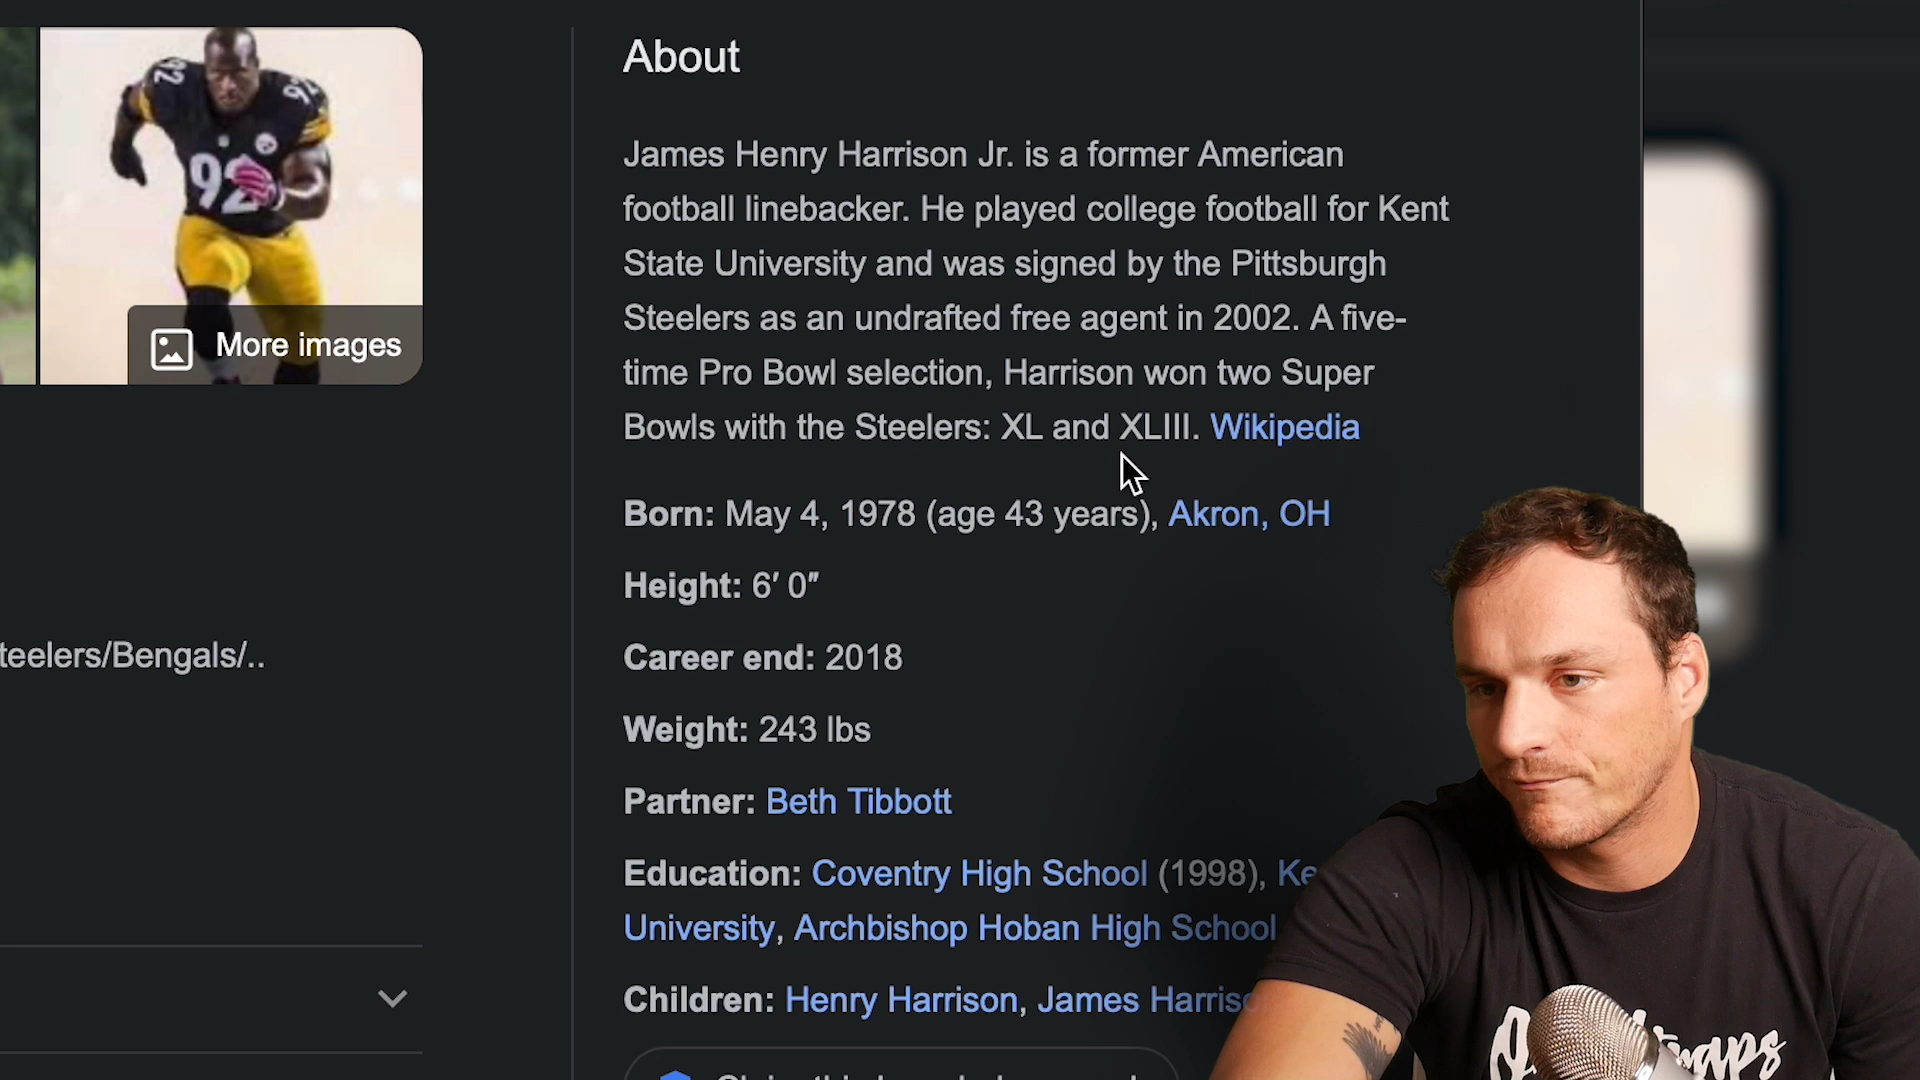 92
92
92
More images
teelers/Bengals/..
About
James Henry Harrison Jr. is a former American
football linebacker. He played college football for Kent
State University and was signed by the Pittsburgh
Steelers as an undrafted free agent in 2002. A five-
time Pro Bowl selection, Harrison won two Super
Bowls with the Steelers: XL and XLIII. Wikipedia
Born: May 4, 1978 (age 43 years), Akron, OH
Height: 6′ 0″
Career end: 2018
Weight: 243 lbs
Partner: Beth Tibbott
Education: Coventry High School (1998), Ke
University, Archbishop Hoban High School
Children: Henry Harrison, James Harriso